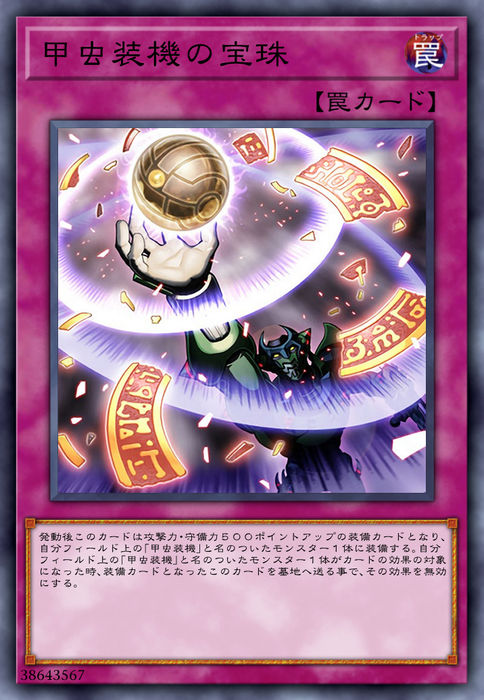 甲虫装機の宝珠
トラップ
罠
【罠カード】
発動後このカードは攻撃力・守備力５００ポイントアップの装備カードとなり、
自分フィールド上の「甲虫装機」と名のついたモンスター１体に装備する。自分
フィールド上の「甲虫装機」と名のついたモンスター１体がカードの効果の対象
になった時、装備カードとなったこのカードを墓地へ送る事で、その効果を無効
にする。
38643567